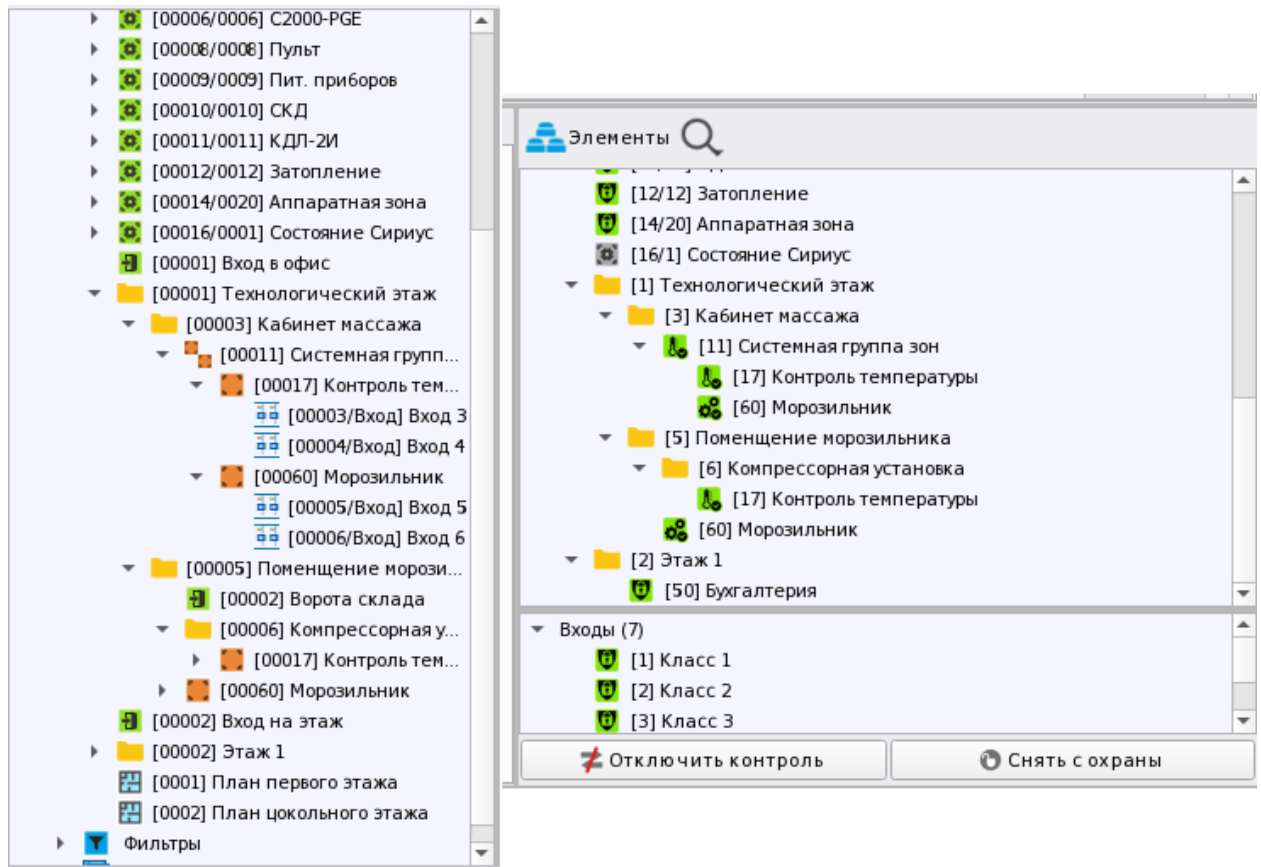 [00006/0006] С2000-PGE
[00008/0008] Пульт
[00009/0009] Пит. приборов
[00010/0010] СКД
[00011/0011] КДЛ-2И
[00012/0012] Затопление
[00014/0020] Аппаратная зона
[00016/0001] Состояние Сириус
[00001] Вход в офис
[00001] Технологический этаж
[00003] Кабинет массажа
[00011] Системная групп...
[00017] Контроль тем...
[00003/Вход] Вход 3
[00004/Вход] Вход 4
[00060] Морозильник
[00005/Вход] Вход 5
[00006/Вход] Вход 6
[00005] Поменщение морози...
[00002] Ворота склада
[00006] Компрессорная у...
[00017] Контроль тем...
[00060] Морозильник
[00002] Вход на этаж
[00002] Этаж 1
[0001] План первого этажа
[0002] План цокольного этажа
Фильтры
Элементы
[12/12] Затопление
[14/20] Аппаратная зона
[16/1] Состояние Сириус
[1] Технологический этаж
[3] Кабинет массажа
[11] Системная группа зон
[17] Контроль температуры
[60] Морозильник
[5] Поменщение морозильника
[6] Компрессорная установка
[17] Контроль температуры
[60] Морозильник
[2] Этаж 1
[50] Бухгалтерия
Входы (7)
[1] Класс 1
[2] Класс 2
[3] Класс 3
Отключить контроль
Снять с охраны